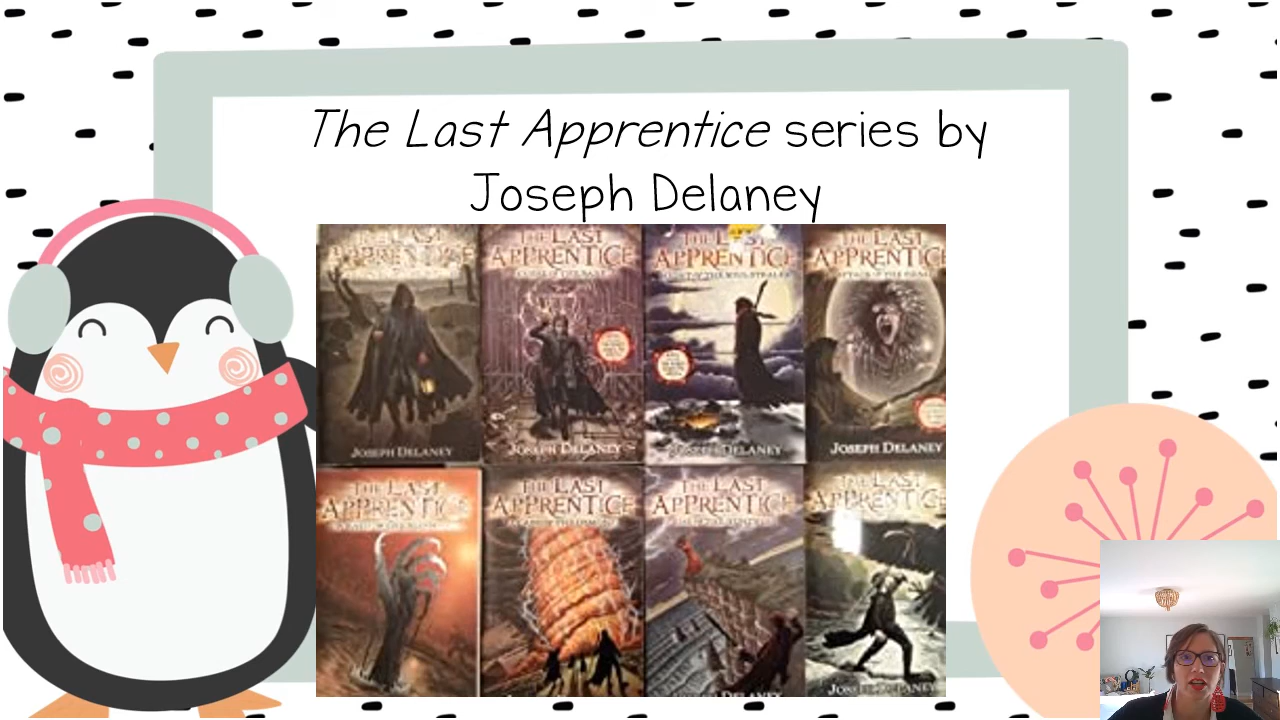 The Last Apprentice series by
Joseph Delaney
THE LAST
APPRENTICE
JOSEPH DELANEY
THE LAST
APPRENTICE
JOSEPH DELANEY
THE LAST
APPRENTICE
JOSEPH DELANEY
THE LAST
APPRENTICE
JOSEPH DELANEY
THE LAST
APPRENTICE
THE LAST
APPRENTICE
THE LAST
APPRENTICE
DELANEY
THE LAST
APPRENTICE
JOSEPH DELANEY